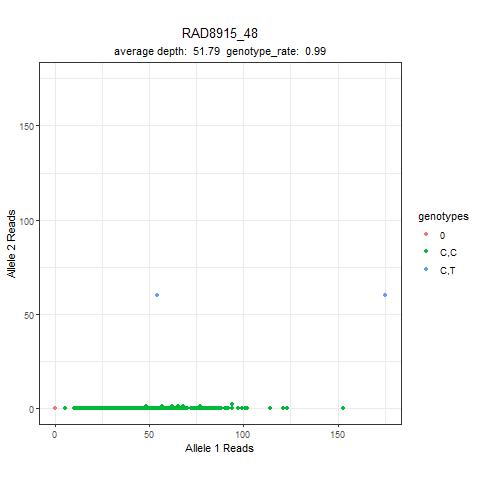 RAD8915_48
average depth:  51.79  genotype_rate:  0.99
150
100
50
0
Allele 2 Reads
0 50 100 150
Allele 1 Reads
genotypes
0
C,C
C,T